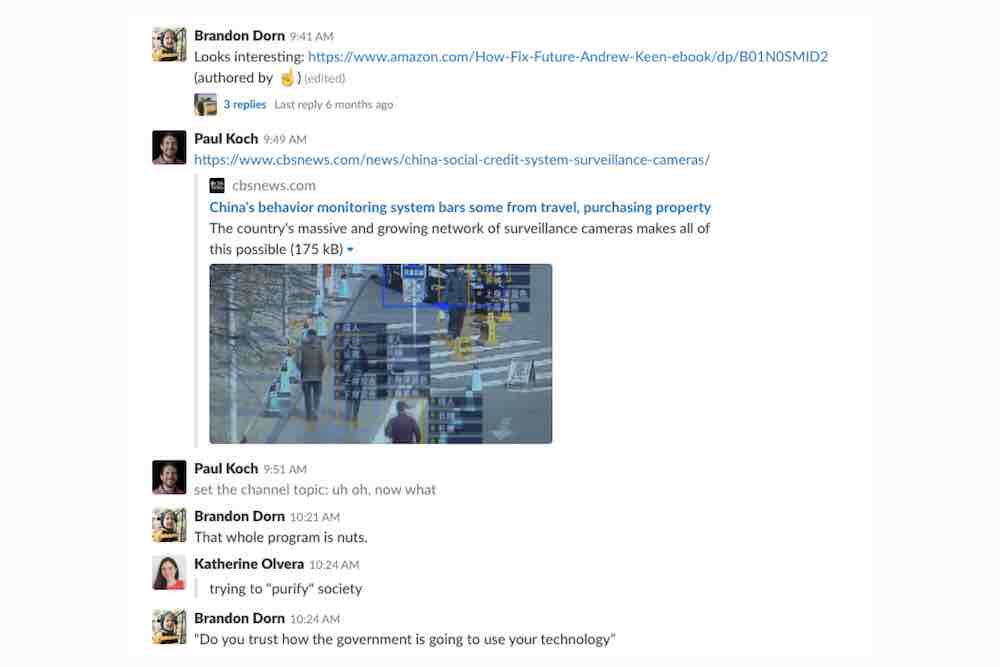 Brandon Dorn 9:41 AM
Looks interesting: https://www.amazon.com/How-Fix-Future-Andrew-Keen-ebook/dp/B01N0SMID2
(authored by ☝️) (edited)
3 replies Last reply 6 months ago
Paul Koch 9:49 AM
https://www.cbsnews.com/news/china-social-credit-system-surveillance-cameras/
cbsnews.com
China's behavior monitoring system bars some from travel, purchasing property
The country's massive and growing network of surveillance cameras makes all of
this possible (175 kB)
Paul Koch 9:51 AM
set the channel topic: uh oh, now what
Brandon Dorn 10:21 AM
That whole program is nuts.
Katherine Olvera 10:24 AM
trying to "purify" society
Brandon Dorn 10:24 AM
"Do you trust how the government is going to use your technology"